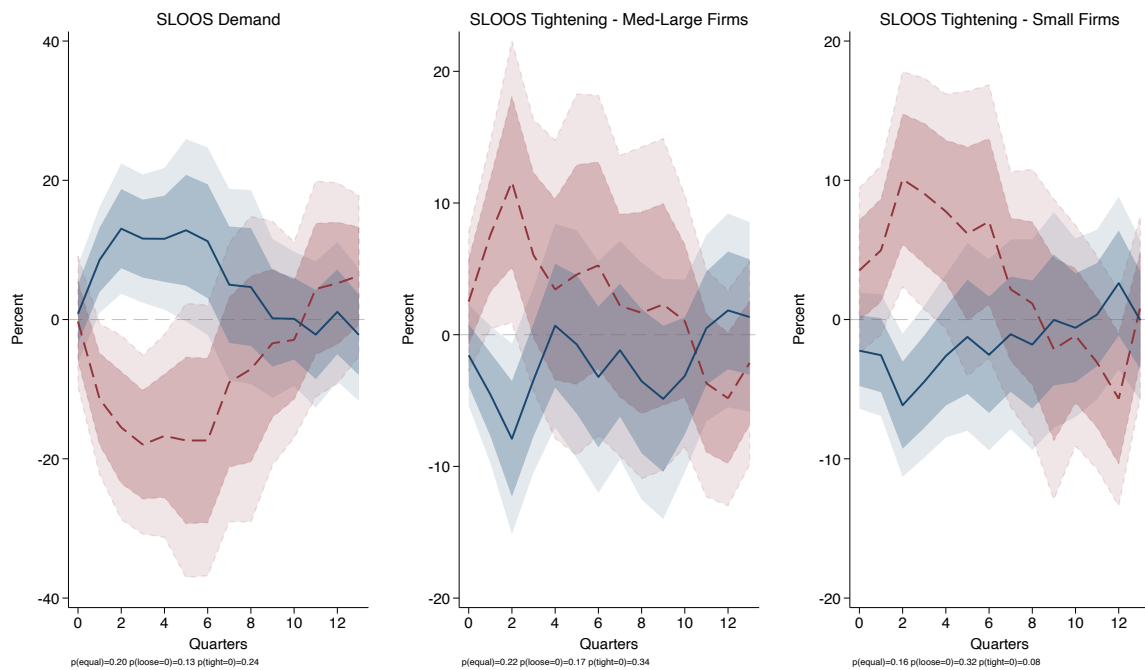 SLOOS Demand
40
20
0
-20
-40
Percent
0 2 4 6 8 10 12
Quarters
p(equal)=0.20 p(loose=0)=0.13 p(tight=0)=0.24
SLOOS Tightening - Med-Large Firms
20
10
0
-10
-20
Percent
0 2 4 6 8 10 12
Quarters
p(equal)=0.22 p(loose=0)=0.17 p(tight=0)=0.34
SLOOS Tightening - Small Firms
20
10
0
-10
-20
Percent
0 2 4 6 8 10 12
Quarters
p(equal)=0.16 p(loose=0)=0.32 p(tight=0)=0.08